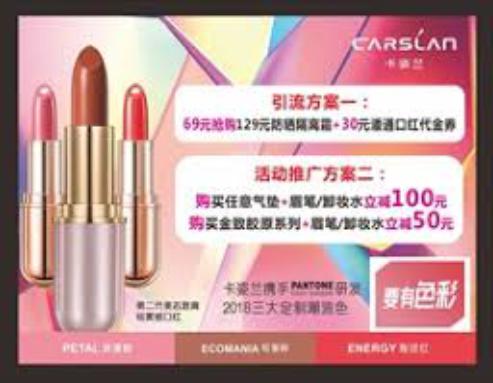 CARSLAN
卡姿兰
引流方案一：
69元抢购129元防晒隔离霜+30元漫通口红代金券
活动推广方案二：
购买任意气垫+眉笔/卸妆水立减100元
购买金致胶原系列+眉笔/卸妆水立减50元
卡姿兰携手PANTONE研发
2018三大定制潮流色
要有色彩
PETAL
ECOMANIA
ENERGY